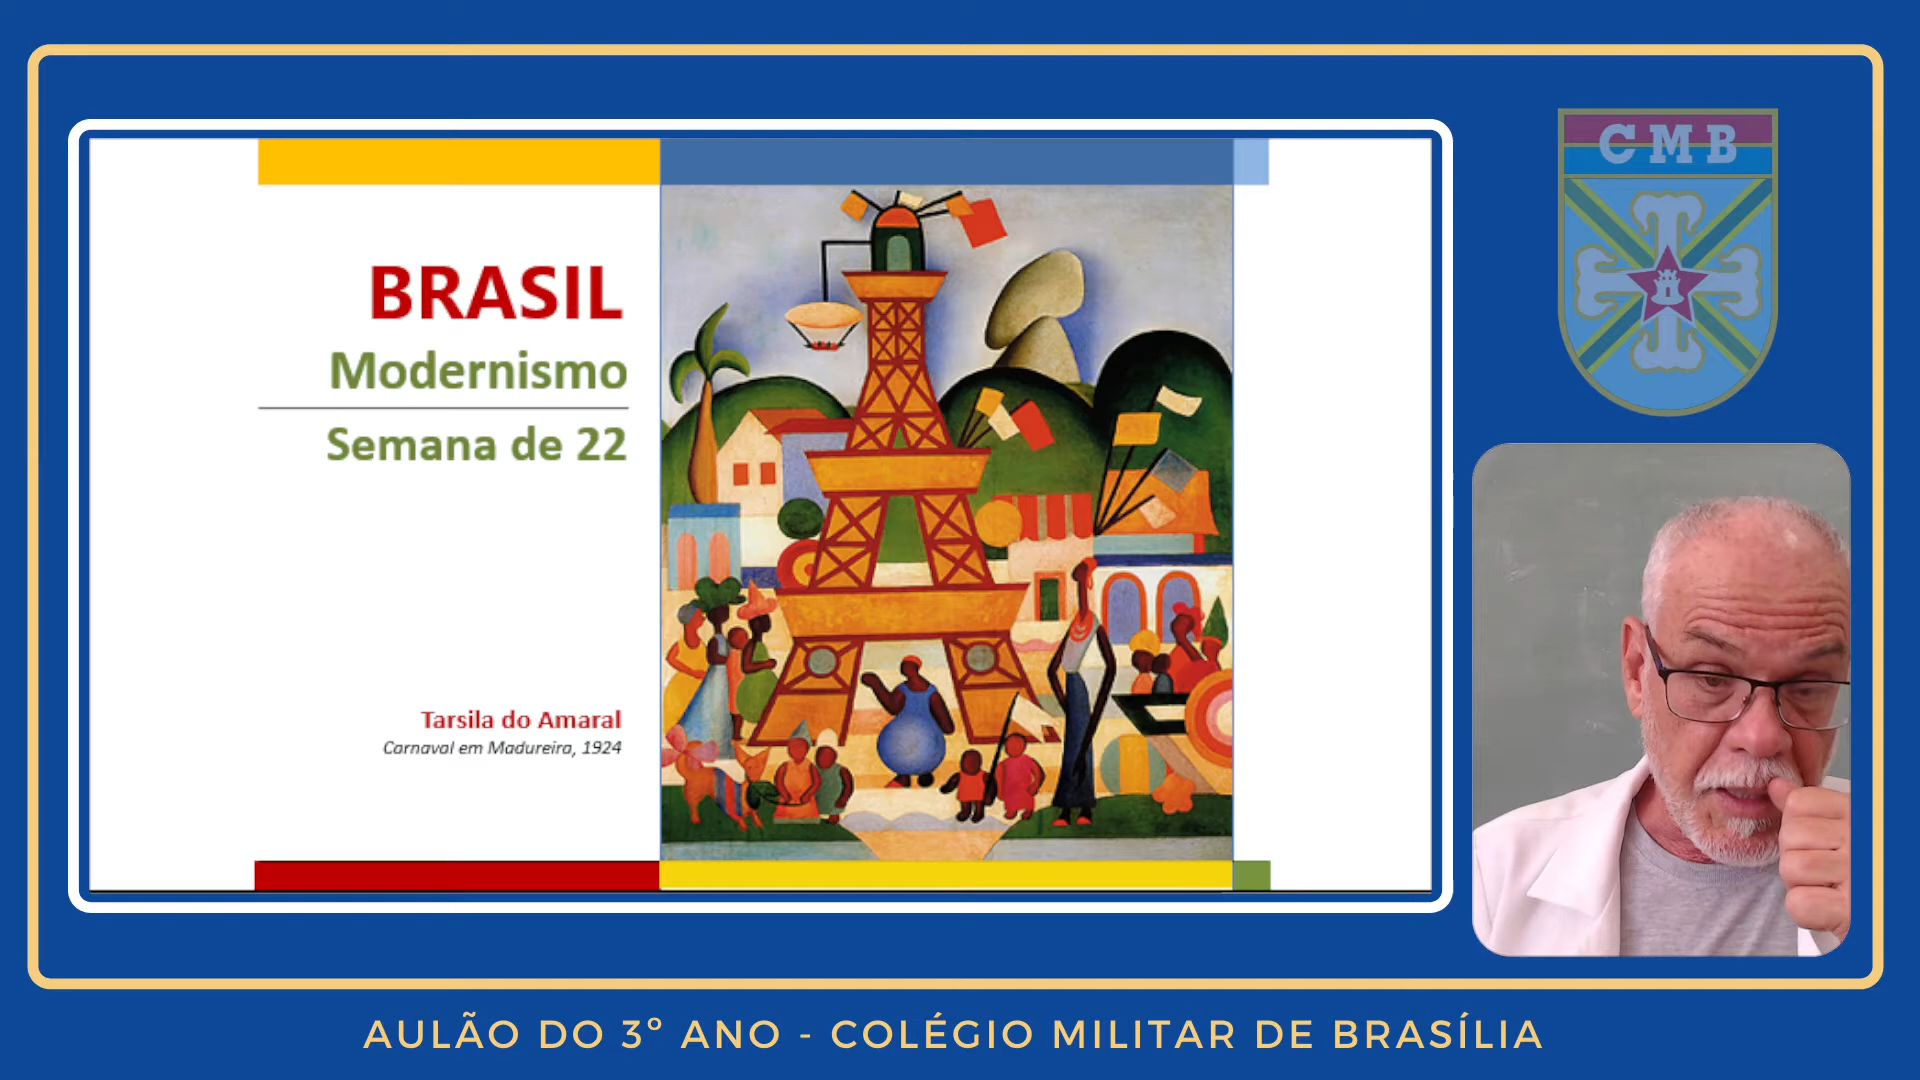 CMB
BRASIL
Modernismo
Semana de 22
Tarsila do Amaral
Carnaval em Madureira, 1924
AULÃO DO 3º ANO - COLÉGIO MILITAR DE BRASÍLIA